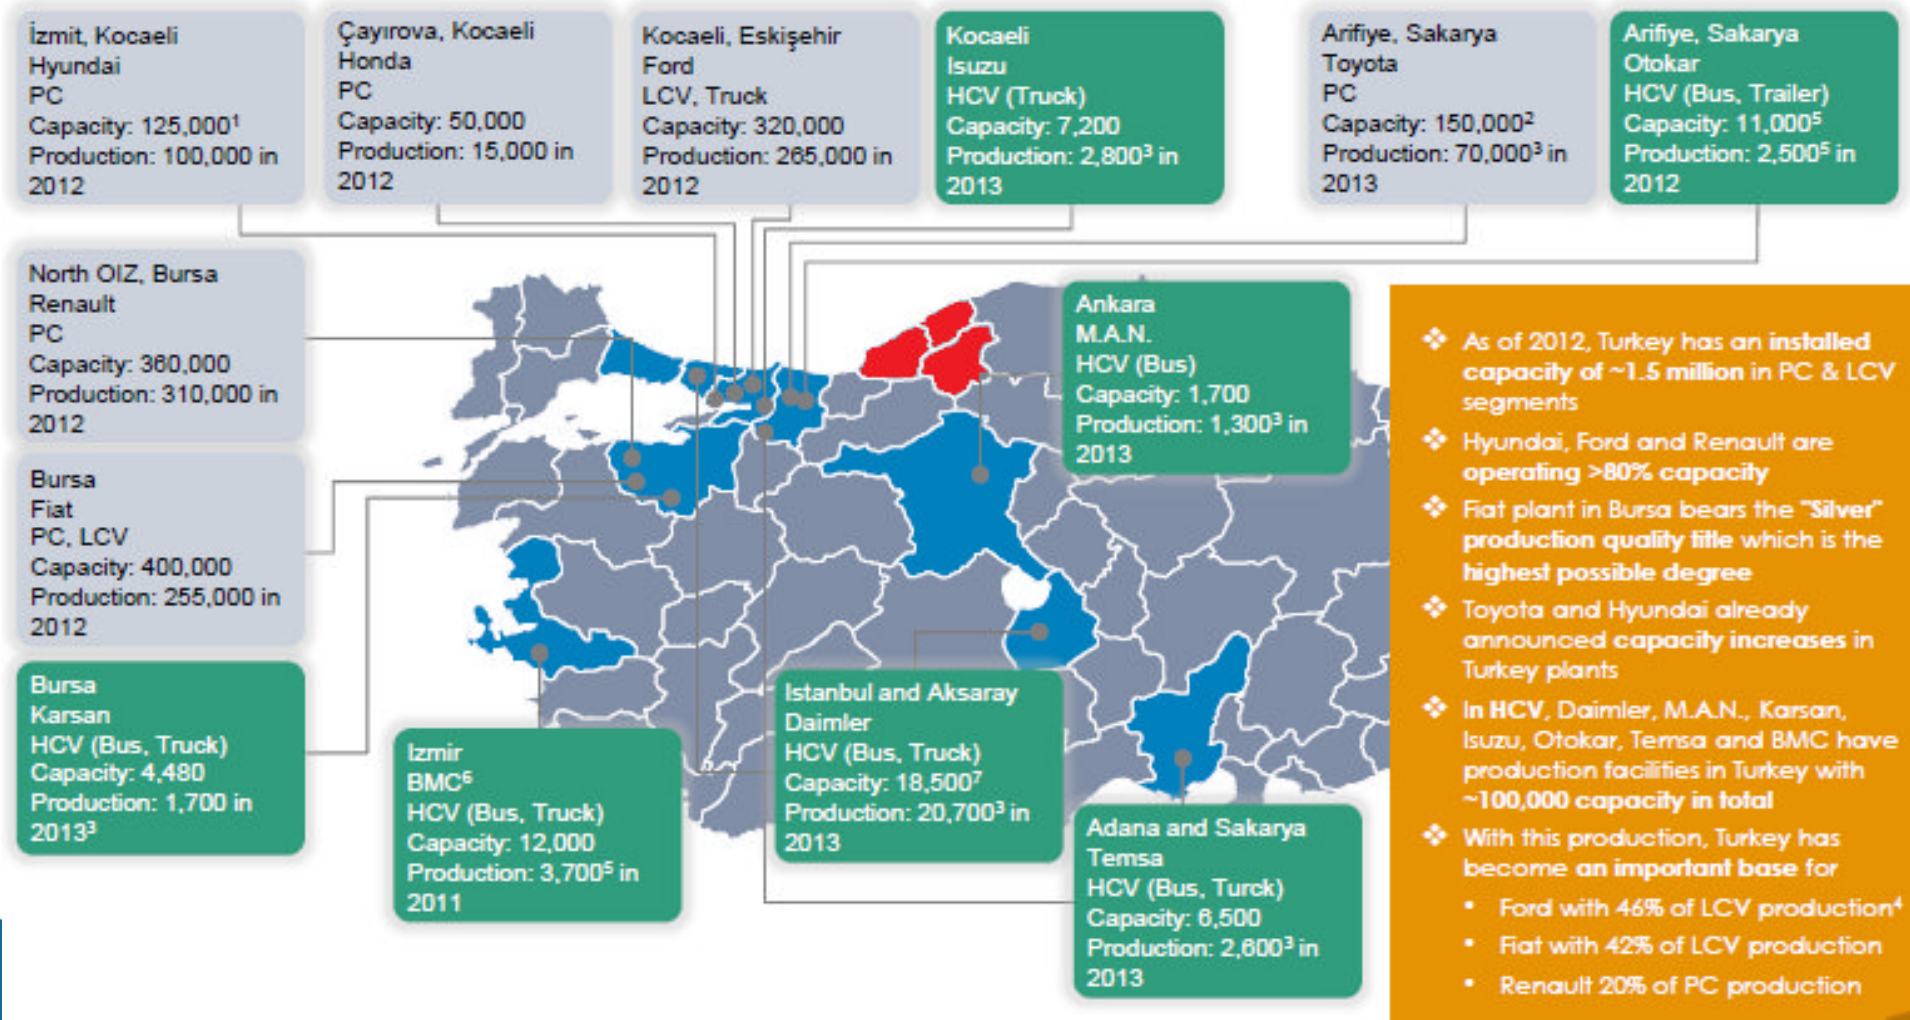 İzmit, Kocaeli
Hyundai
PC
Capacity: 125,000¹
Production: 100,000 in
2012
Çayırova, Kocaeli
Honda
PC
Capacity: 50,000
Production: 15,000 in
2012
Kocaeli, Eskişehir
Ford
LCV, Truck
Capacity: 320,000
Production: 265,000 in
2012
Kocaeli
Isuzu
HCV (Truck)
Capacity: 7,200
Production: 2,800³ in
2013
Arifiye, Sakarya
Toyota
PC
Capacity: 150,000²
Production: 70,000³ in
2013
Arifiye, Sakarya
Otokar
HCV (Bus, Trailer)
Capacity: 11,000⁵
Production: 2,500⁵ in
2012
North OIZ, Bursa
Renault
PC
Capacity: 360,000
Production: 310,000 in
2012
Bursa
Fiat
PC, LCV
Capacity: 400,000
Production: 255,000 in
2012
Bursa
Karsan
HCV (Bus, Truck)
Capacity: 4,480
Production: 1,700 in
2013³
Izmir
BMC⁶
HCV (Bus, Truck)
Capacity: 12,000
Production: 3,700⁵ in
2011
Istanbul and Aksaray
Daimler
HCV (Bus, Truck)
Capacity: 18,500⁷
Production: 20,700³ in
2013
Ankara
M.A.N.
HCV (Bus)
Capacity: 1,700
Production: 1,300³ in
2013
Adana and Sakarya
Temsa
HCV (Bus, Turck)
Capacity: 6,500
Production: 2,600³ in
2013
❖ As of 2012, Turkey has an installed
capacity of ~1.5 million in PC & LCV
segments
❖ Hyundai, Ford and Renault are
operating >80% capacity
❖ Fiat plant in Bursa bears the "Silver"
production quality title which is the
highest possible degree
❖ Toyota and Hyundai already
announced capacity increases in
Turkey plants
❖ In HCV, Daimler, M.A.N., Karsan,
Isuzu, Otokar, Temsa and BMC have
production facilities in Turkey with
~100,000 capacity in total
❖ With this production, Turkey has
become an important base for
• Ford with 46% of LCV production⁴
• Fiat with 42% of LCV production
• Renault 20% of PC production